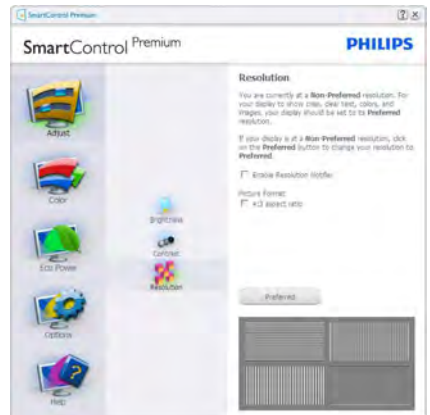 SmartControl Premium
SmartControl Premium
PHILIPS
Adjust
Color
Eco Power
Options
Help
Brightness
Contrast
Resolution
Resolution
You are currently at a Non-Preferred resolution. For
your display to show crisp, clear text, colors, and
images, your display should be set to its Preferred
resolution.
If your display is at a Non-Preferred resolution, click
on the Preferred button to change your resolution to
Preferred.
Enable Resolution Notifier
Picture Format
4:3 aspect ratio
Preferred